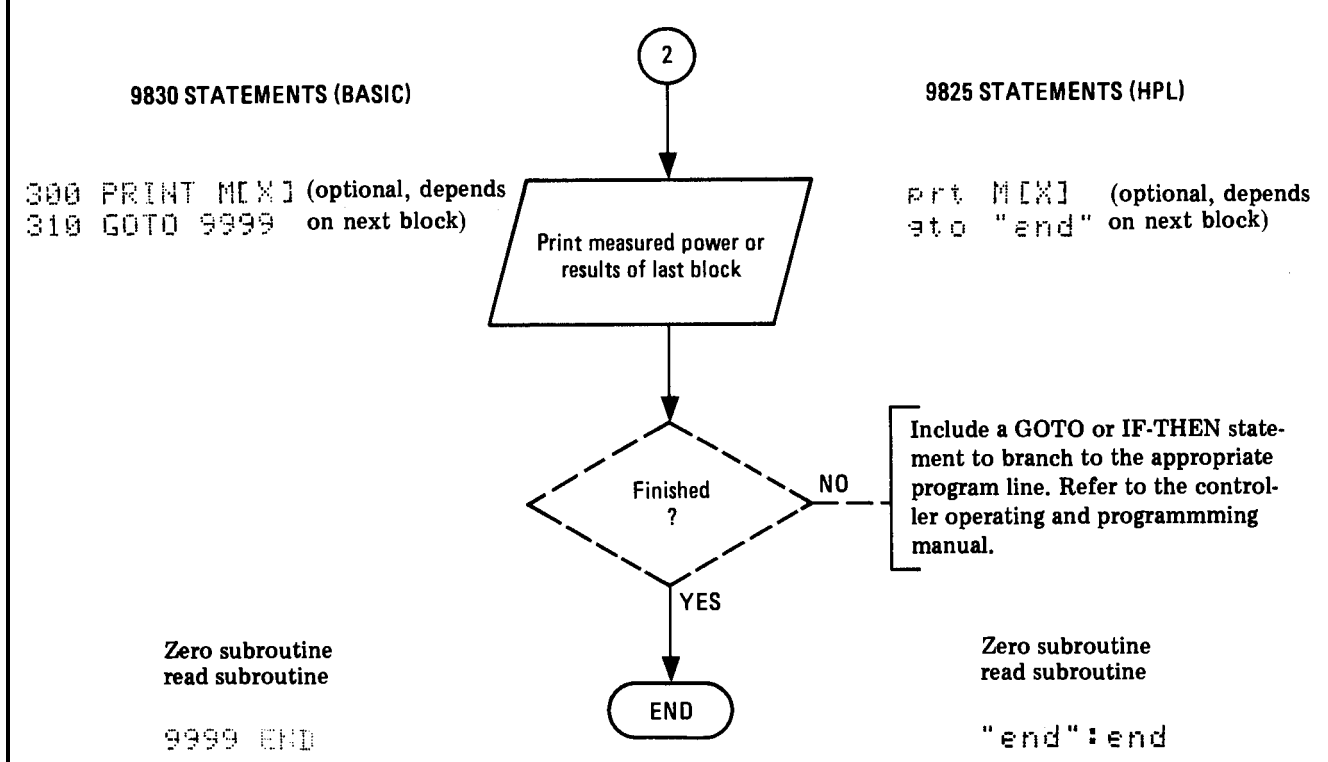 2
9830 STATEMENTS (BASIC)
9825 STATEMENTS (HPL)
300 PRINT M[X] (optional, depends
310 GOTO 9999 on next block)
prt M[X] (optional, depends
gto "end" on next block)
Print measured power or
results of last block
Finished
?
NO
Include a GOTO or IF-THEN state-
ment to branch to the appropriate
program line. Refer to the control-
ler operating and programmming
manual.
YES
Zero subroutine
read subroutine
Zero subroutine
read subroutine
END
9999 END
"end":end